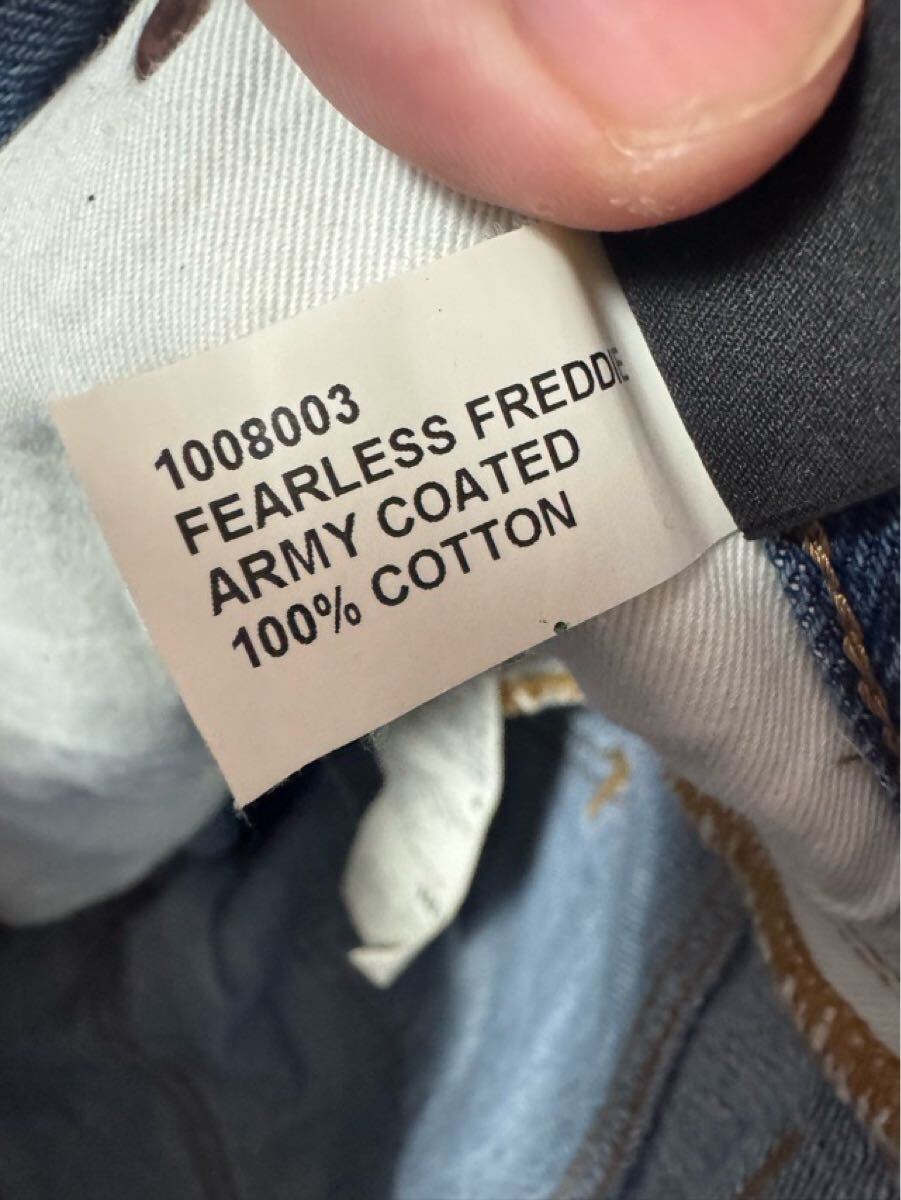 1008003
FEARLESS FREDDIE
ARMY COATED
100% COTTON